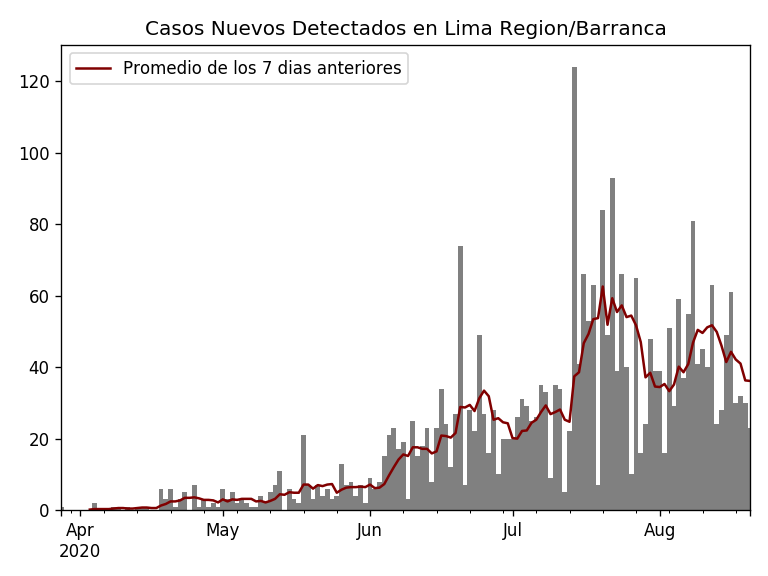 Casos Nuevos Detectados en Lima Region/Barranca
Promedio de los 7 dias anteriores
120
100
80
60
40
20
0
Apr May Jun Jul Aug
2020